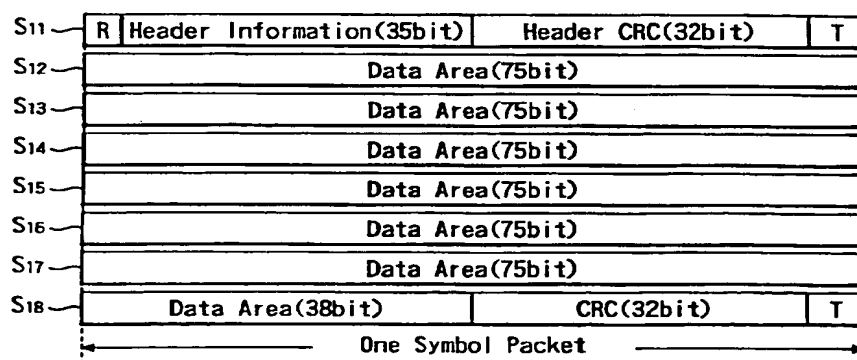 S11 R Header Information(35bit) Header CRC(32bit) T
S12 Data Area(75bit)
S13 Data Area(75bit)
S14 Data Area(75bit)
S15 Data Area(75bit)
S16 Data Area(75bit)
S17 Data Area(75bit)
S18 Data Area(38bit) CRC(32bit) T
One Symbol Packet